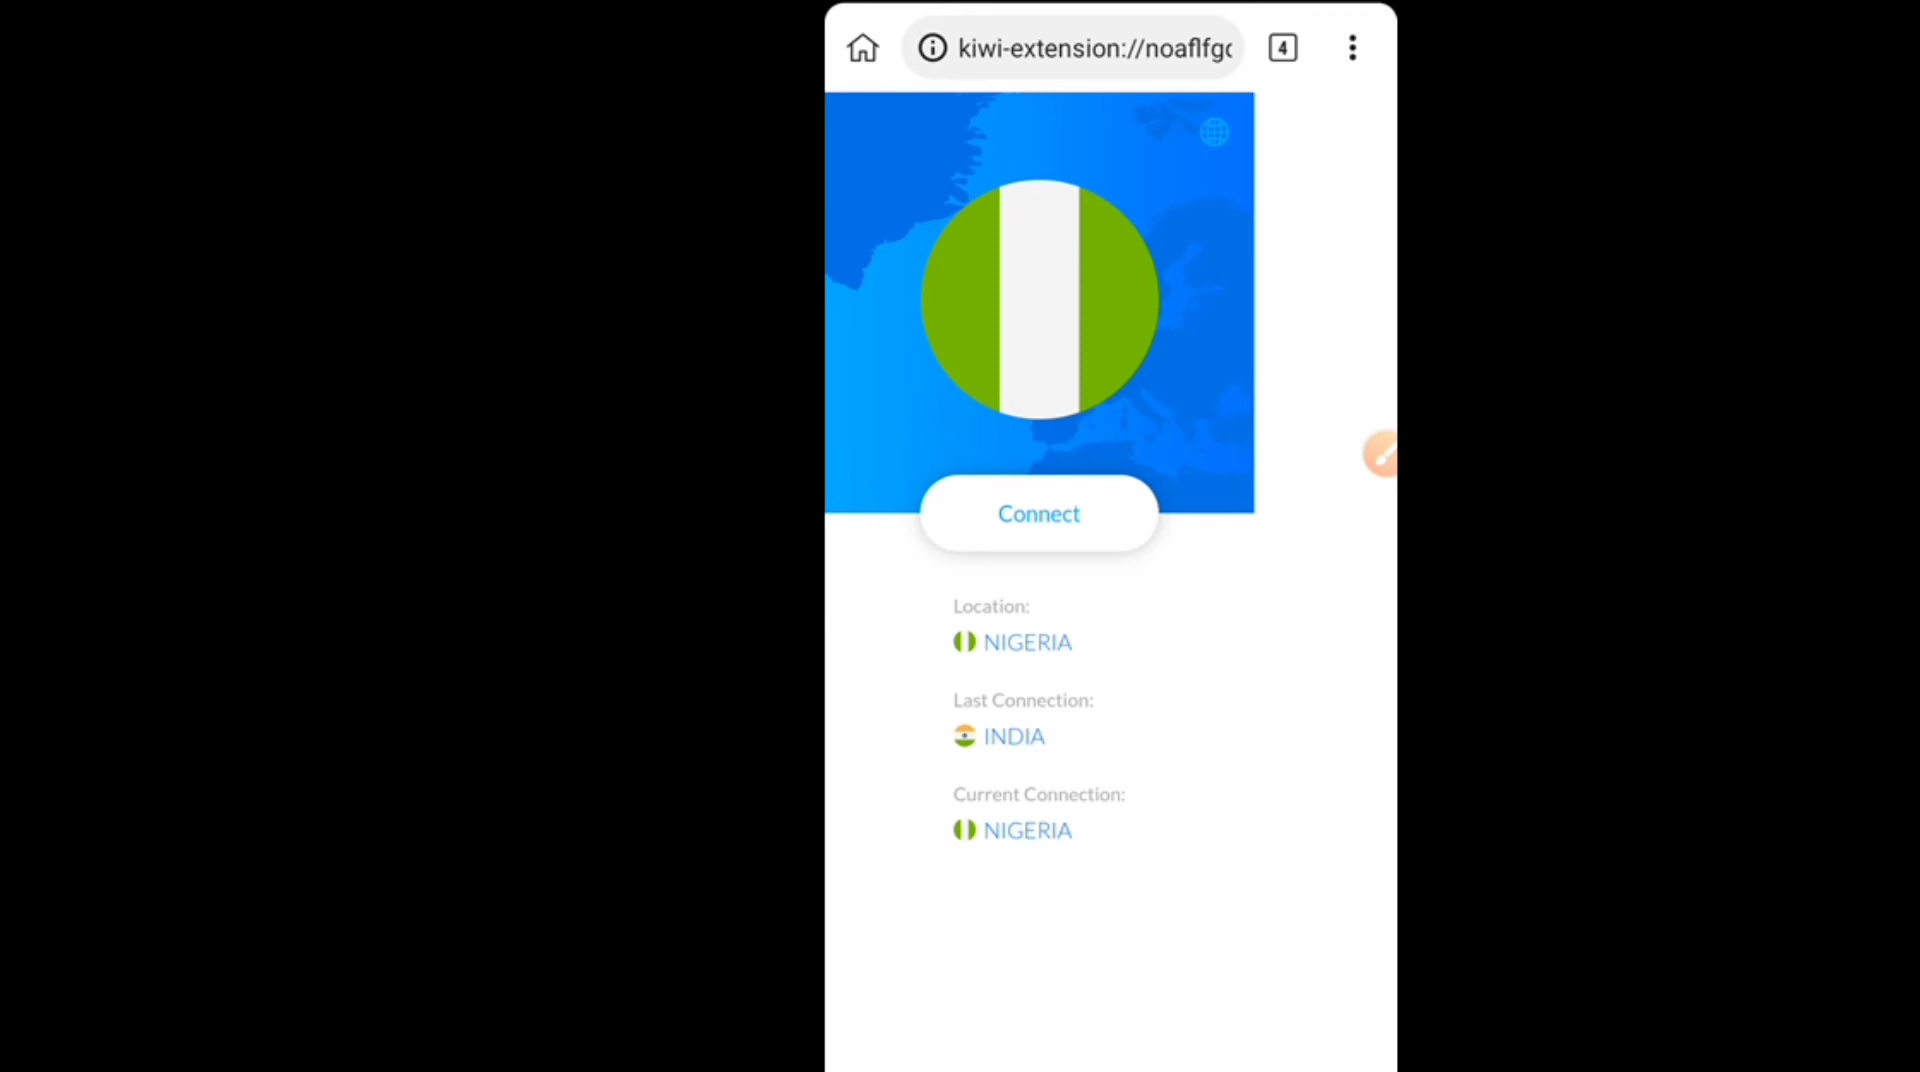 kiwi-extension://noaflfgc
4
Connect
Location:
NIGERIA
Last Connection:
INDIA
Current Connection:
NIGERIA